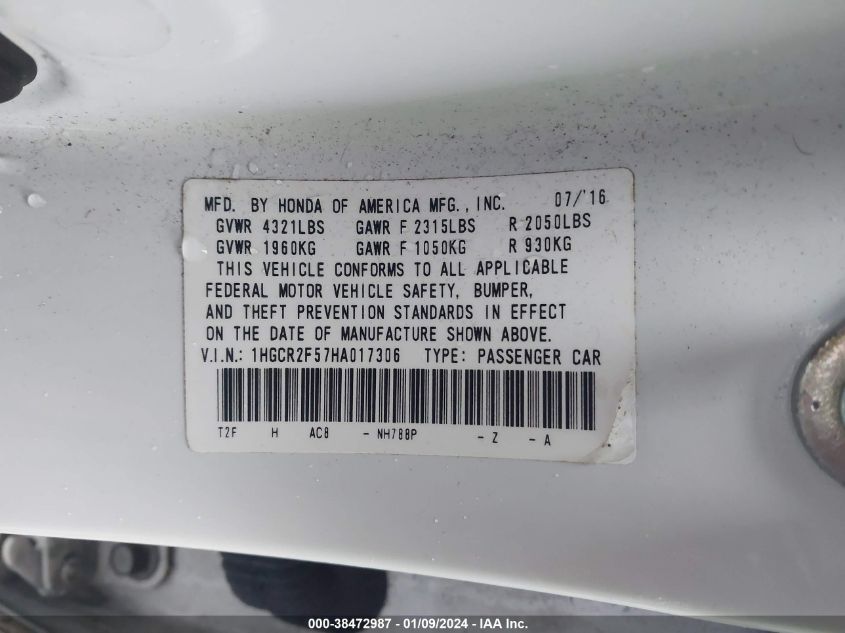 MFD. BY HONDA OF AMERICA MFG., INC. 07/'16
GVWR 4321LBS GAWR F 2315LBS R 2050LBS
GVWR 1960KG GAWR F 1050KG R 930KG
THIS VEHICLE CONFORMS TO ALL APPLICABLE
FEDERAL MOTOR VEHICLE SAFETY, BUMPER,
AND THEFT PREVENTION STANDARDS IN EFFECT
ON THE DATE OF MANUFACTURE SHOWN ABOVE.
V.I.N.: 1HGCR2F57HA017306 TYPE: PASSENGER CAR
T2F H AC8 - NH788P - Z - A
000-38472987 — 01/09/2024 — IAA Inc.